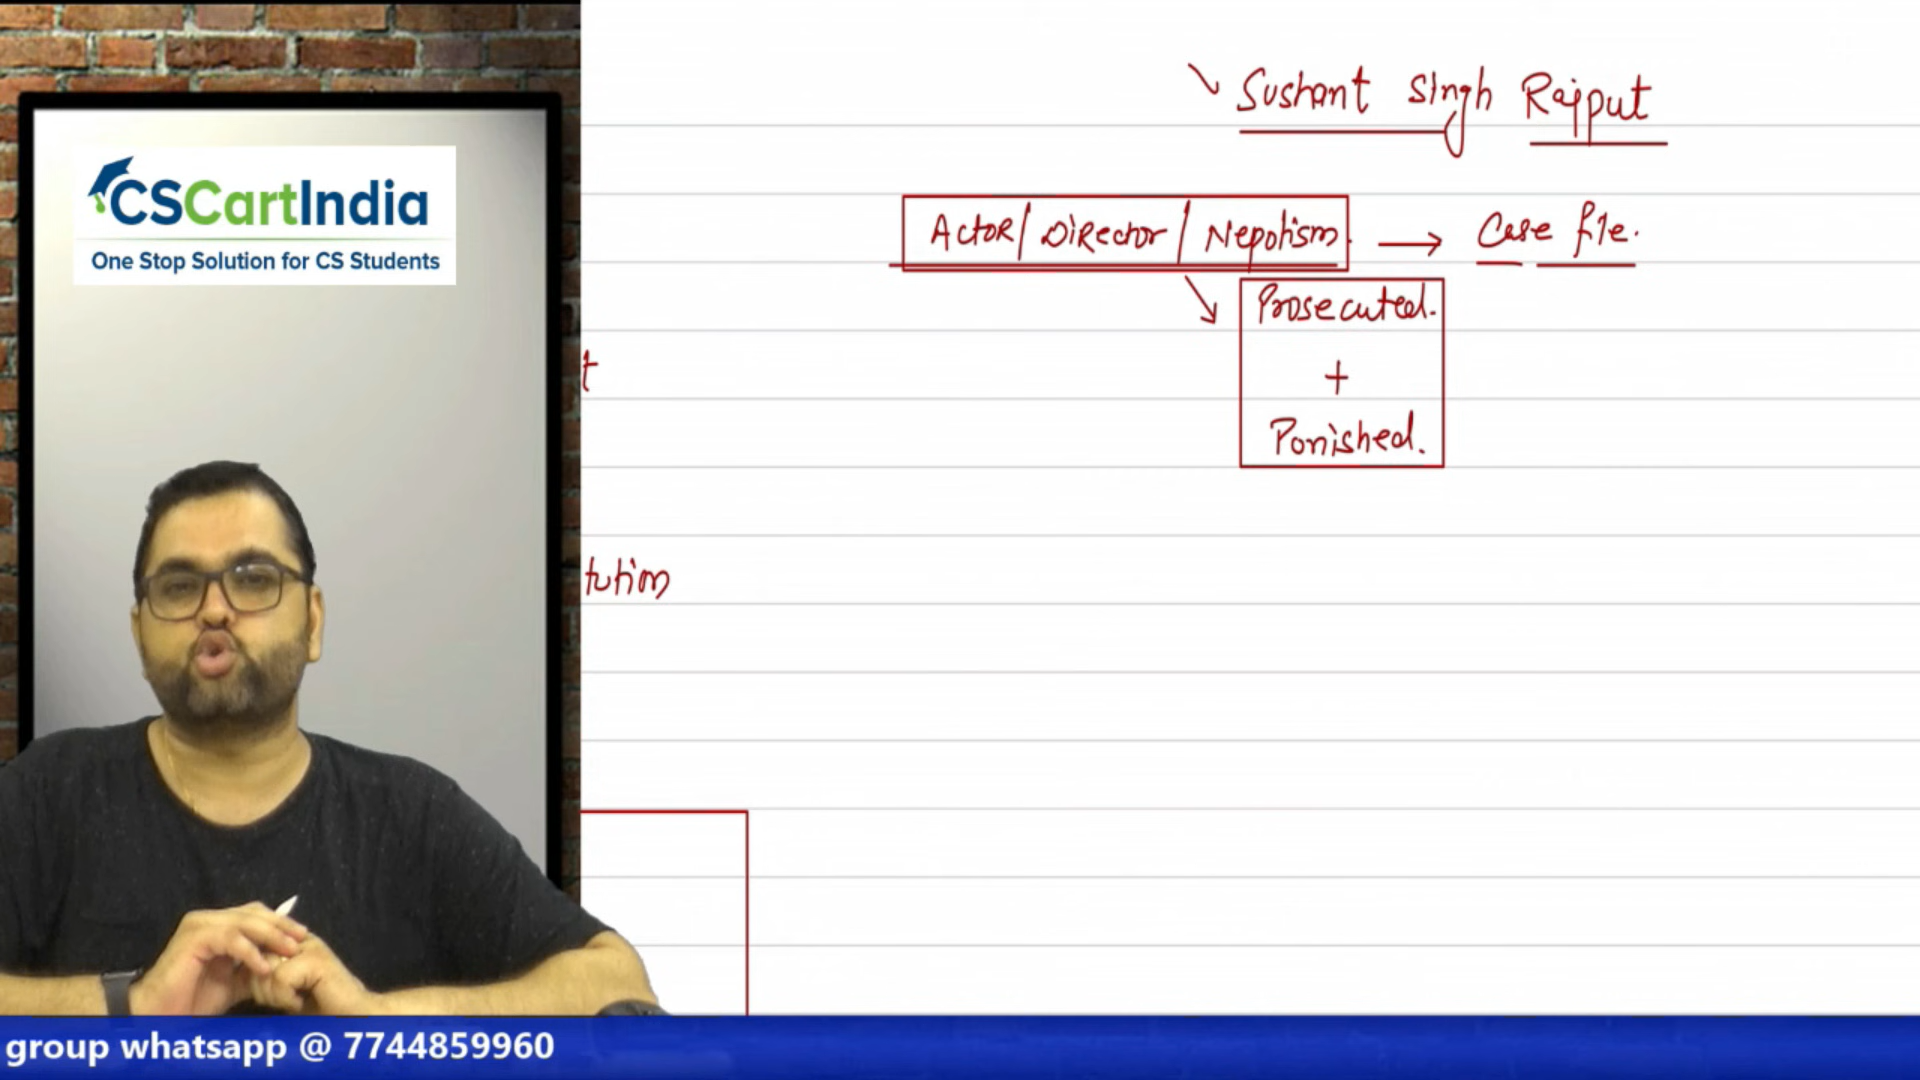 Sushant Singh Rajput
CSCartIndia
One Stop Solution for CS Students
Actor/ Director/ Nepotism. → Case file.
Prosecuted.
+
Ponished.
t
tution
group whatsapp @ 7744859960